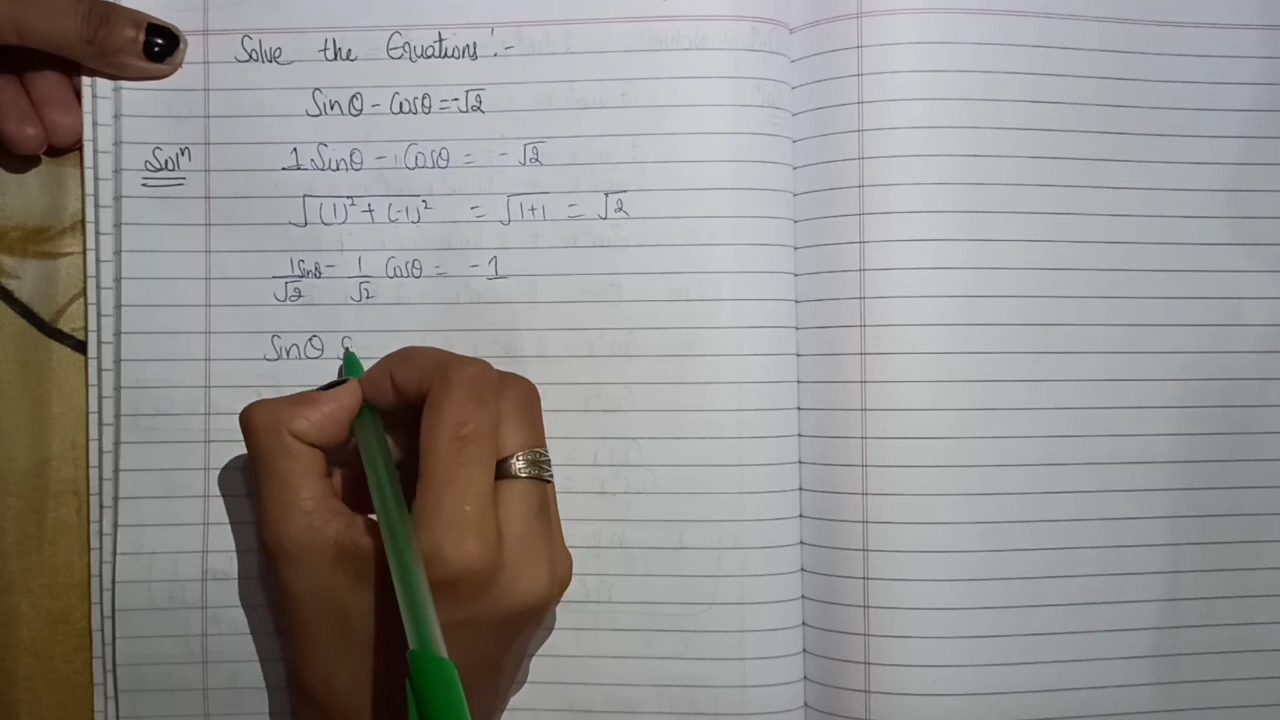 Solve the Equations:-
Sinθ - Cosθ = -√2
Solⁿ 1 Sinθ - 1 Cosθ = -√2
√(1)² + (-1)² = √1+1 = √2
1/√2 Sinθ - 1/√2 Cosθ = -1
Sinθ S